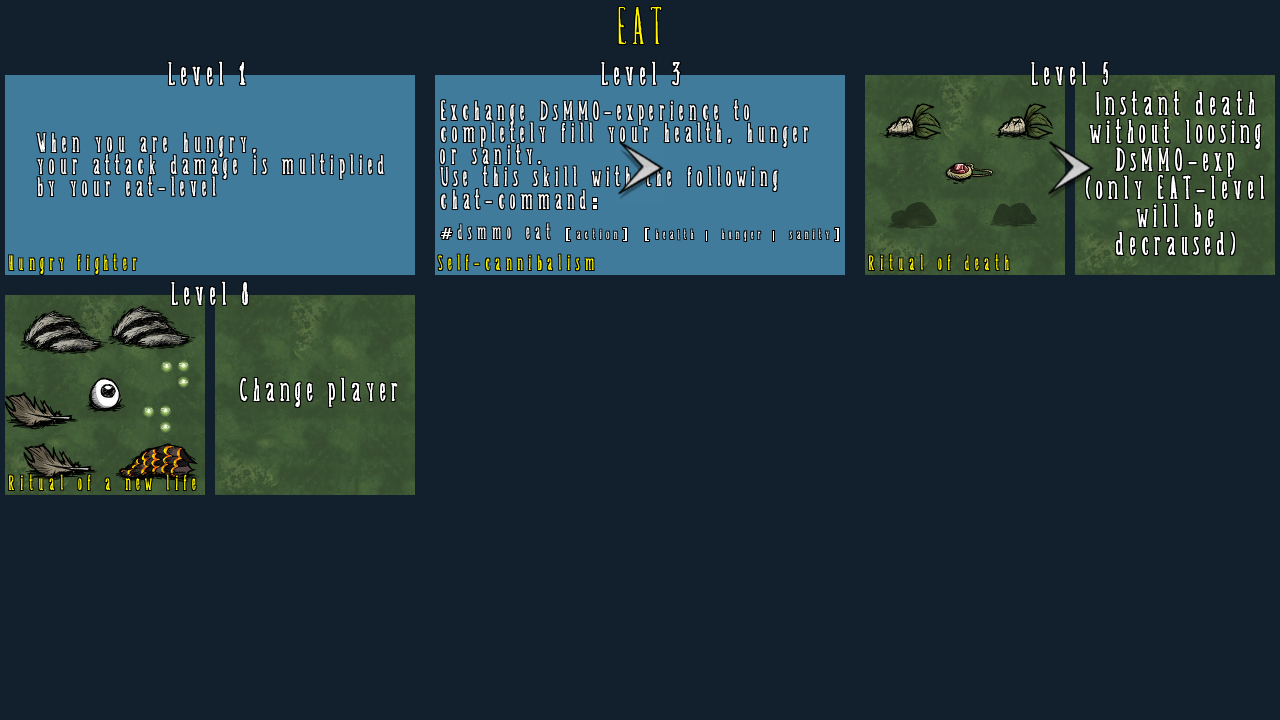 EAT
Level 1
When you are hungry,
your attack damage is multiplied
by your eat-level
Hungry fighter
Level 3
Exchange DsMMO-experience to
completely fill your health, hunger
or sanity.
Use this skill with the following
chat-command:
#dsmmo eat [action] [health | hunger | sanity]
Self-cannibalism
Level 5
Ritual of death
Instant death
without loosing
DsMMO-exp
(only EAT-level
will be
decraused)
Level 8
Ritual of a new life
Change player